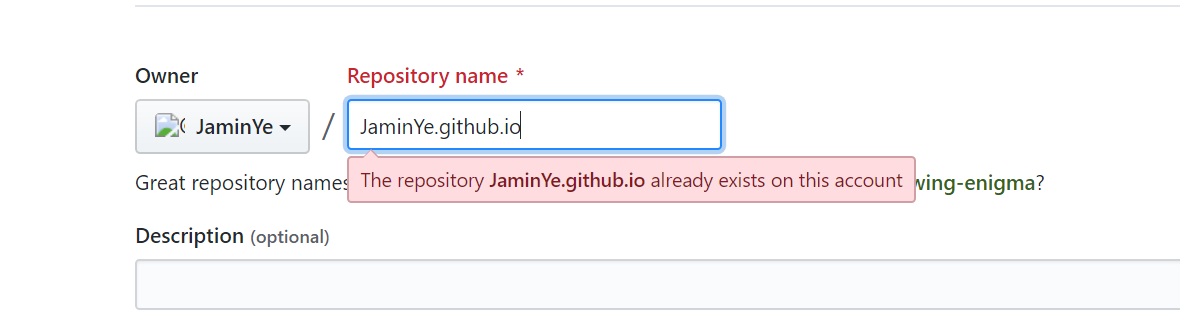 Owner Repository name *
JaminYe / JaminYe.github.io
The repository JaminYe.github.io already exists on this account
Great repository names wing-enigma?
Description (optional)